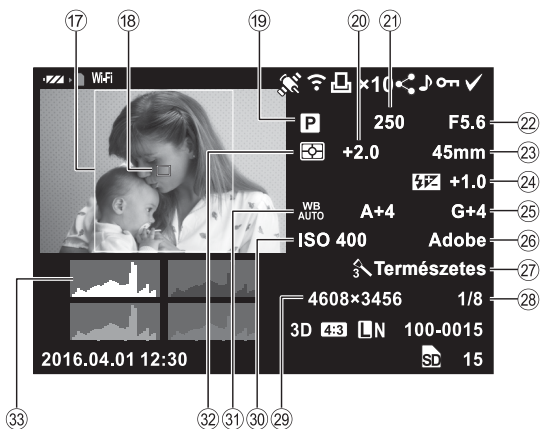 ⑰ ⑱ ⑲ ⑳ ㉑
Wi-Fi ×10
P 250 F5.6 ㉒
+2.0 45mm ㉓
+1.0 ㉔
WB AUTO A+4 G+4 ㉕
ISO 400 Adobe ㉖
3 Természetes ㉗
4608×3456 1/8 ㉘
3D 4:3 LN 100-0015
2016.04.01 12:30 SD 15
㉝ ㉜ ㉛ ㉚ ㉙